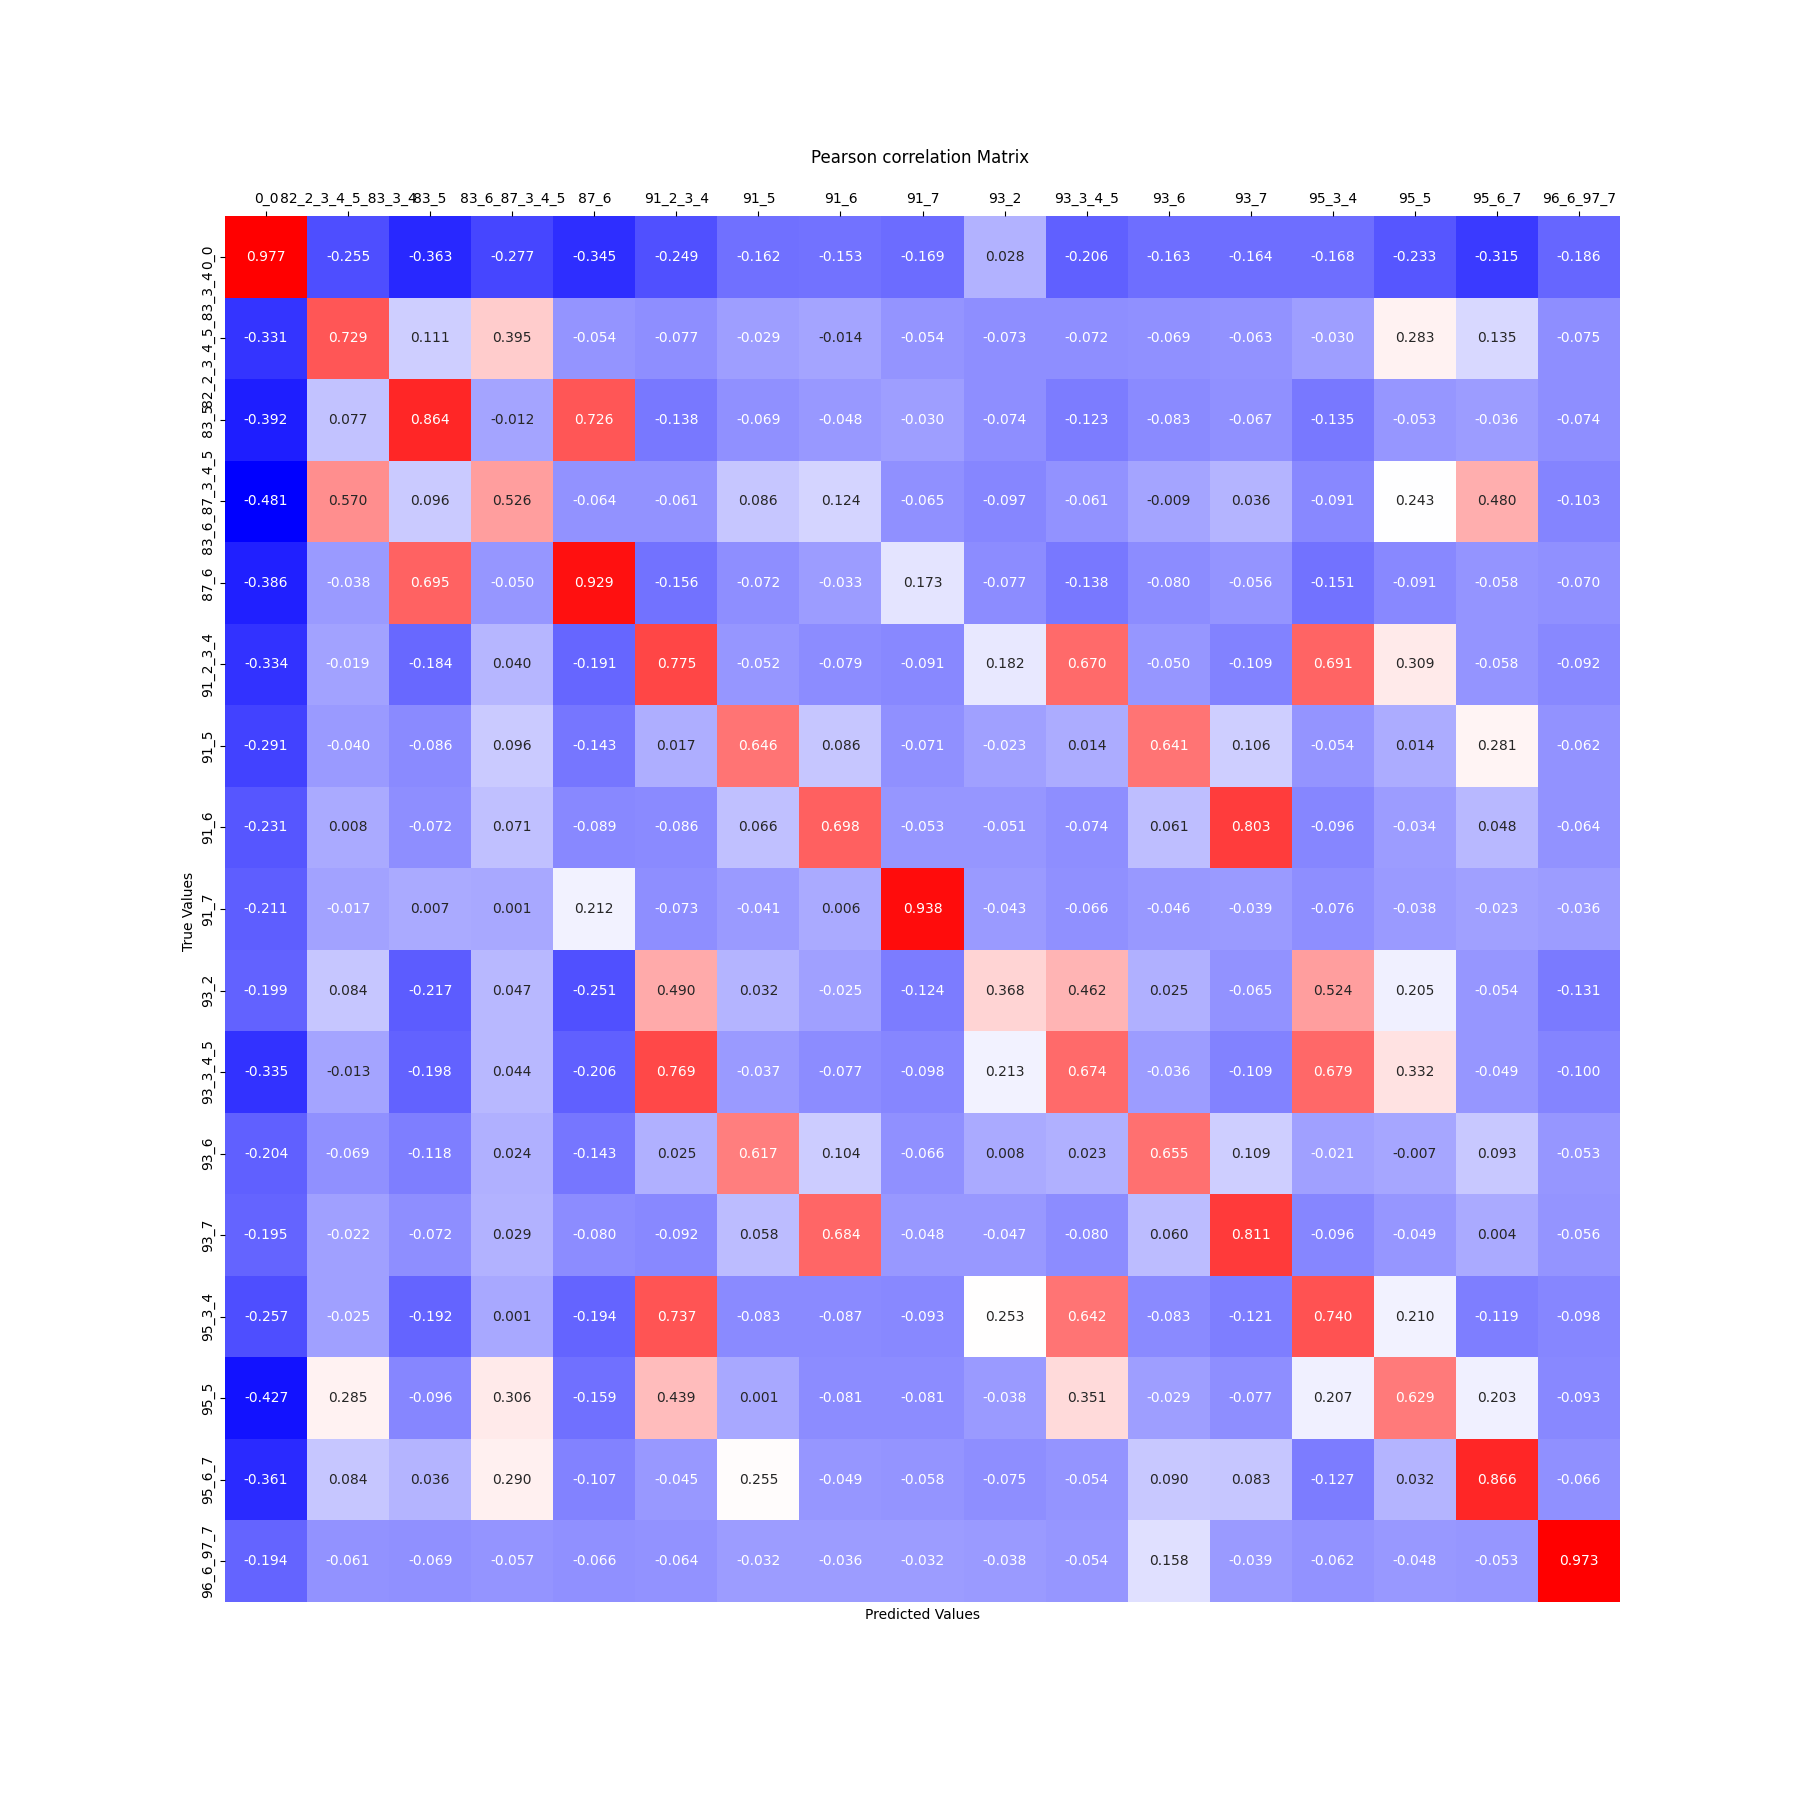 Pearson correlation Matrix
0_0 82_2_3_4_5_83_3_4 83_5 83_6_87_3_4_5 87_6 91_2_3_4 91_5 91_6 91_7 93_2 93_3_4_5 93_6 93_7 95_3_4 95_5 95_6_7 96_6_97_7
0_0 0.977 -0.255 -0.363 -0.277 -0.345 -0.249 -0.162 -0.153 -0.169 0.028 -0.206 -0.163 -0.164 -0.168 -0.233 -0.315 -0.186
82_2_3_4_5_83_3_4 -0.331 0.729 0.111 0.395 -0.054 -0.077 -0.029 -0.014 -0.054 -0.073 -0.072 -0.069 -0.063 -0.030 0.283 0.135 -0.075
83_5 -0.392 0.077 0.864 -0.012 0.726 -0.138 -0.069 -0.048 -0.030 -0.074 -0.123 -0.083 -0.067 -0.135 -0.053 -0.036 -0.074
83_6_87_3_4_5 -0.481 0.570 0.096 0.526 -0.064 -0.061 0.086 0.124 -0.065 -0.097 -0.061 -0.009 0.036 -0.091 0.243 0.480 -0.103
87_6 -0.386 -0.038 0.695 -0.050 0.929 -0.156 -0.072 -0.033 0.173 -0.077 -0.138 -0.080 -0.056 -0.151 -0.091 -0.058 -0.070
91_2_3_4 -0.334 -0.019 -0.184 0.040 -0.191 0.775 -0.052 -0.079 -0.091 0.182 0.670 -0.050 -0.109 0.691 0.309 -0.058 -0.092
91_5 -0.291 -0.040 -0.086 0.096 -0.143 0.017 0.646 0.086 -0.071 -0.023 0.014 0.641 0.106 -0.054 0.014 0.281 -0.062
91_6 -0.231 0.008 -0.072 0.071 -0.089 -0.086 0.066 0.698 -0.053 -0.051 -0.074 0.061 0.803 -0.096 -0.034 0.048 -0.064
91_7 -0.211 -0.017 0.007 0.001 0.212 -0.073 -0.041 0.006 0.938 -0.043 -0.066 -0.046 -0.039 -0.076 -0.038 -0.023 -0.036
True Values
93_2 -0.199 0.084 -0.217 0.047 -0.251 0.490 0.032 -0.025 -0.124 0.368 0.462 0.025 -0.065 0.524 0.205 -0.054 -0.131
93_3_4_5 -0.335 -0.013 -0.198 0.044 -0.206 0.769 -0.037 -0.077 -0.098 0.213 0.674 -0.036 -0.109 0.679 0.332 -0.049 -0.100
93_6 -0.204 -0.069 -0.118 0.024 -0.143 0.025 0.617 0.104 -0.066 0.008 0.023 0.655 0.109 -0.021 -0.007 0.093 -0.053
93_7 -0.195 -0.022 -0.072 0.029 -0.080 -0.092 0.058 0.684 -0.048 -0.047 -0.080 0.060 0.811 -0.096 -0.049 0.004 -0.056
95_3_4 -0.257 -0.025 -0.192 0.001 -0.194 0.737 -0.083 -0.087 -0.093 0.253 0.642 -0.083 -0.121 0.740 0.210 -0.119 -0.098
95_5 -0.427 0.285 -0.096 0.306 -0.159 0.439 0.001 -0.081 -0.081 -0.038 0.351 -0.029 -0.077 0.207 0.629 0.203 -0.093
95_6_7 -0.361 0.084 0.036 0.290 -0.107 -0.045 0.255 -0.049 -0.058 -0.075 -0.054 0.090 0.083 -0.127 0.032 0.866 -0.066
96_6_97_7 -0.194 -0.061 -0.069 -0.057 -0.066 -0.064 -0.032 -0.036 -0.032 -0.038 -0.054 0.158 -0.039 -0.062 -0.048 -0.053 0.973
Predicted Values